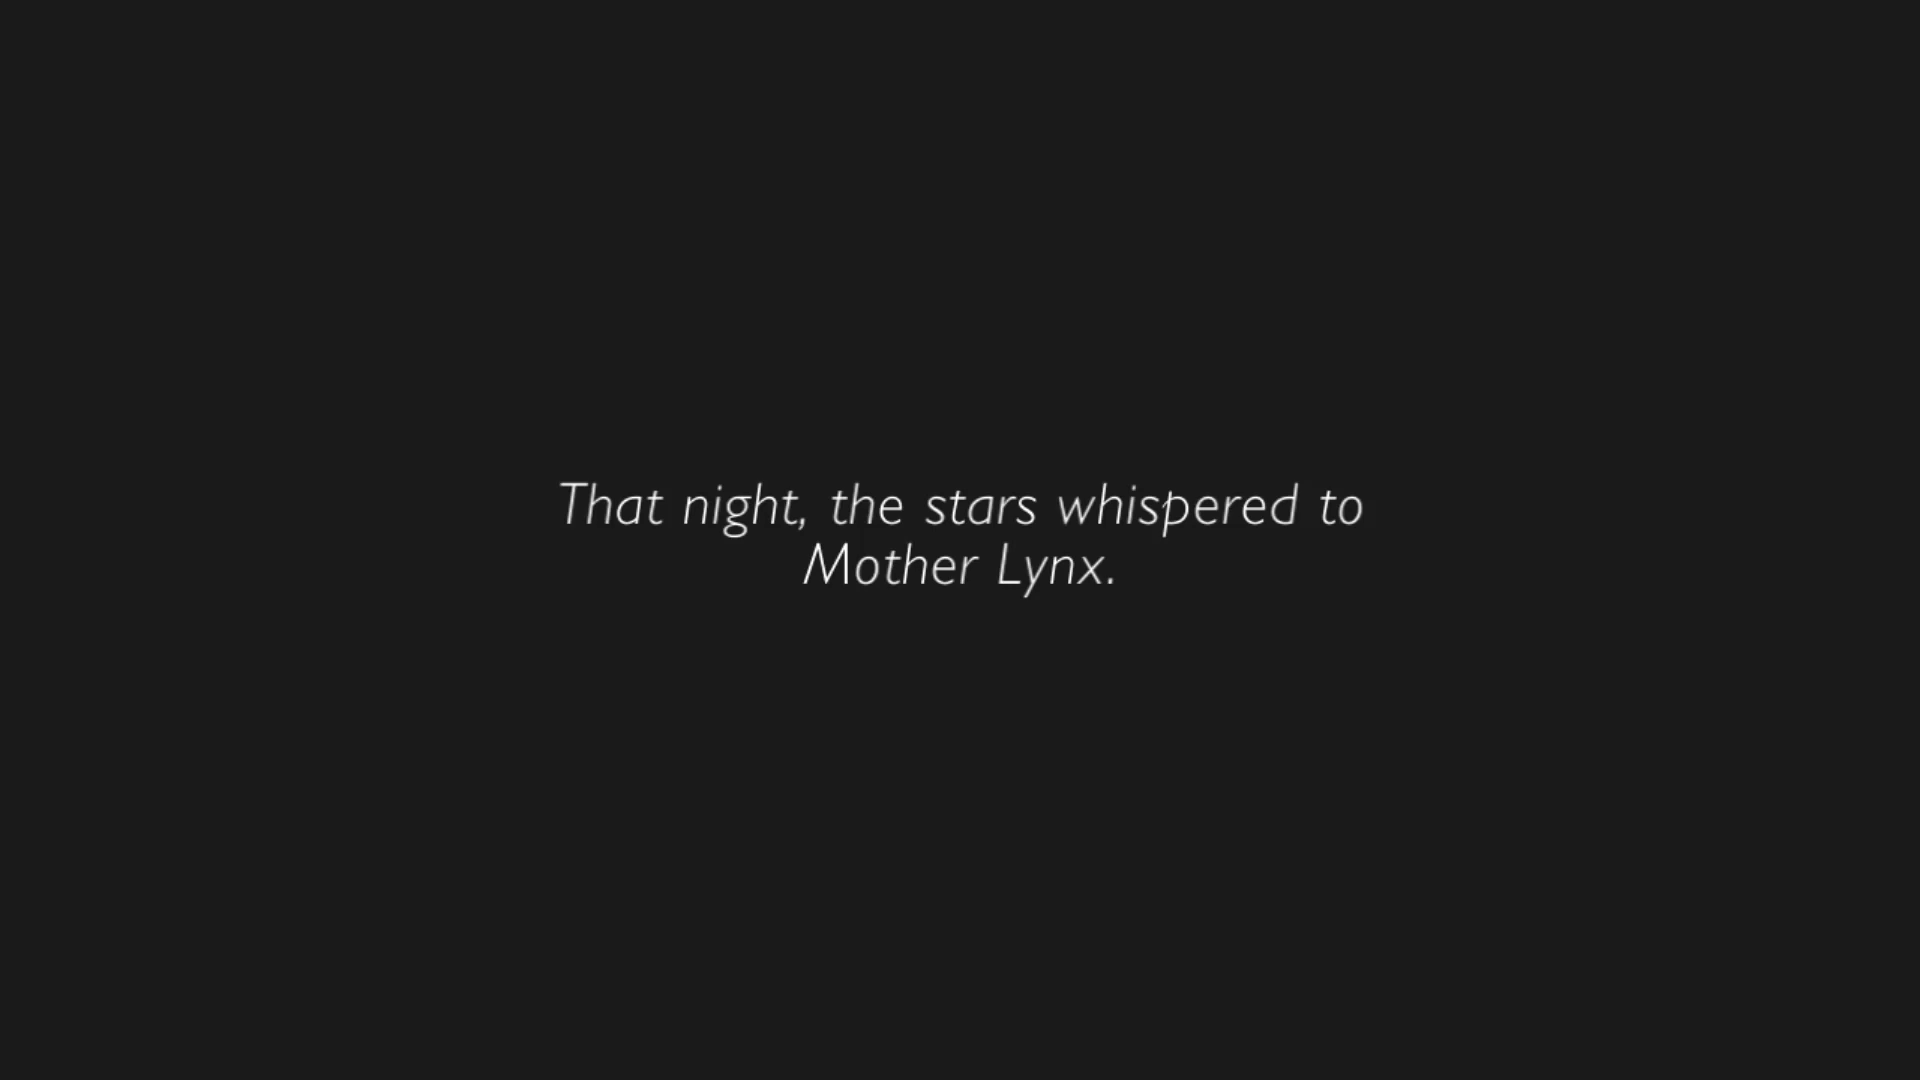 That night, the stars whispered to
Mother Lynx.